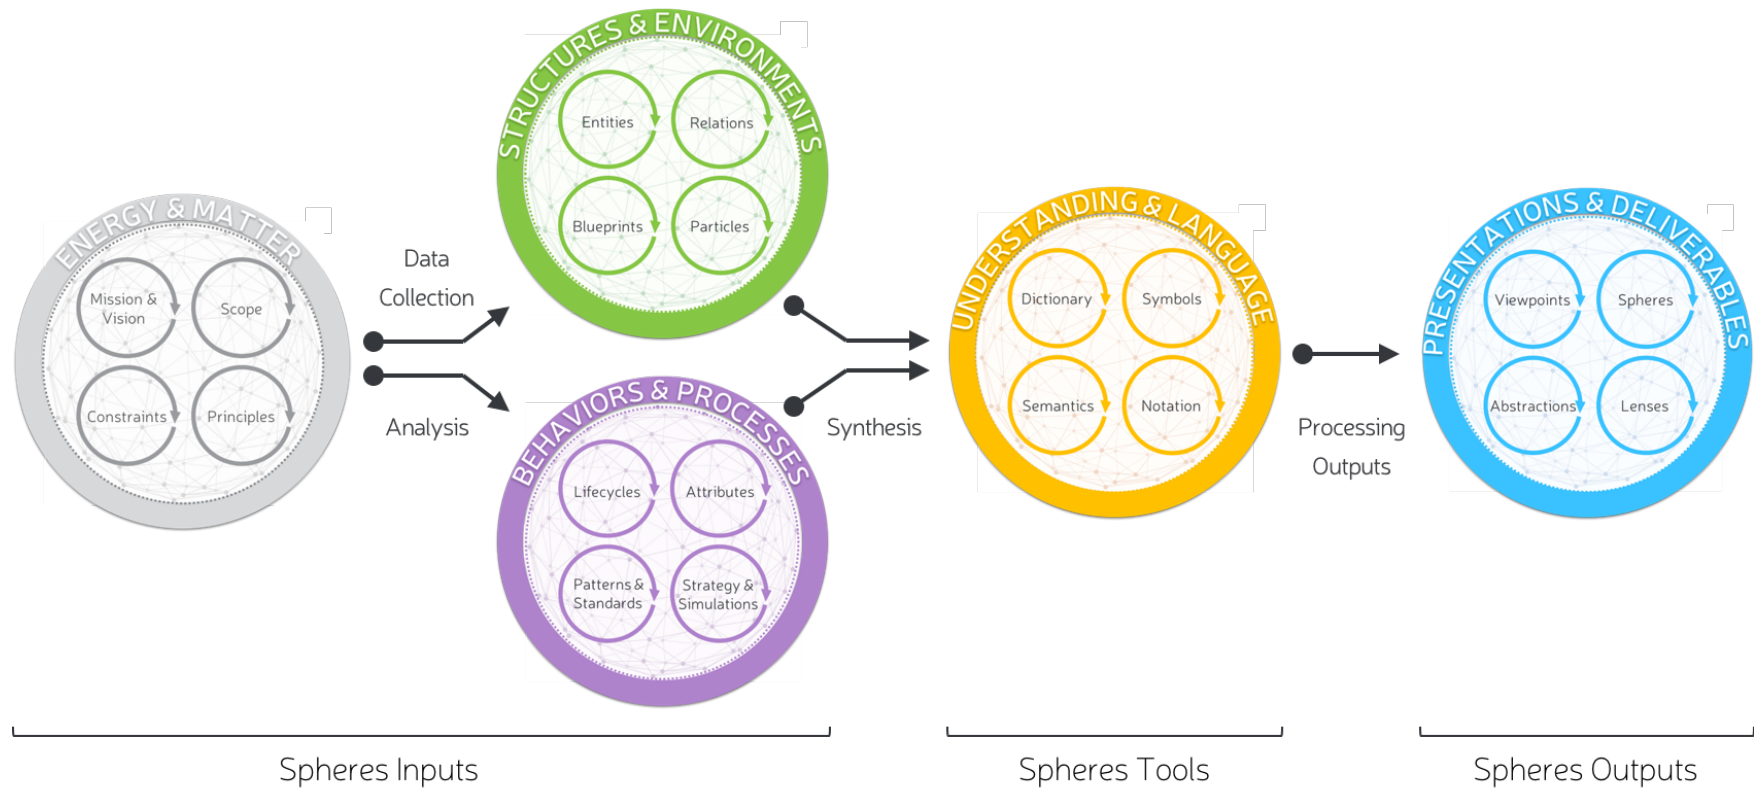 ENERGY & MATTER
Mission &
Vision
Scope
Constraints
Principles
Data
Collection
Analysis
STRUCTURES & ENVIRONMENTS
Entities
Relations
Blueprints
Particles
BEHAVIORS & PROCESSES
Lifecycles
Attributes
Patterns &
Standards
Strategy &
Simulations
Synthesis
UNDERSTANDING & LANGUAGE
Dictionary
Symbols
Semantics
Notation
Processing
Outputs
PRESENTATIONS & DELIVERABLES
Viewpoints
Spheres
Abstractions
Lenses
Spheres Inputs
Spheres Tools
Spheres Outputs